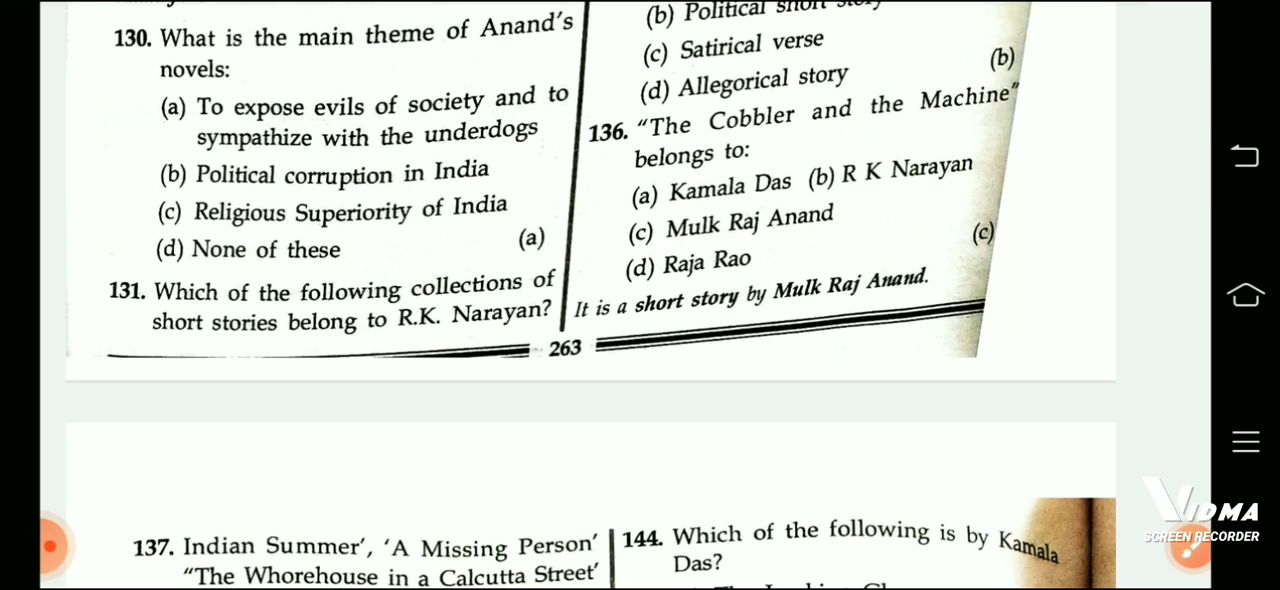 130. What is the main theme of Anand's
novels:
(a) To expose evils of society and to
sympathize with the underdogs
(b) Political corruption in India
(c) Religious Superiority of India
(d) None of these (a)
131. Which of the following collections of
short stories belong to R.K. Narayan?
(b) Political short story
(c) Satirical verse
(d) Allegorical story (b)
136. "The Cobbler and the Machine"
belongs to:
(a) Kamala Das (b) R K Narayan
(c) Mulk Raj Anand
(d) Raja Rao (c)
It is a short story by Mulk Raj Anand.
263
137. Indian Summer', 'A Missing Person'
"The Whorehouse in a Calcutta Street'
144. Which of the following is by Kamala
Das?
VIDMA
SCREEN RECORDER